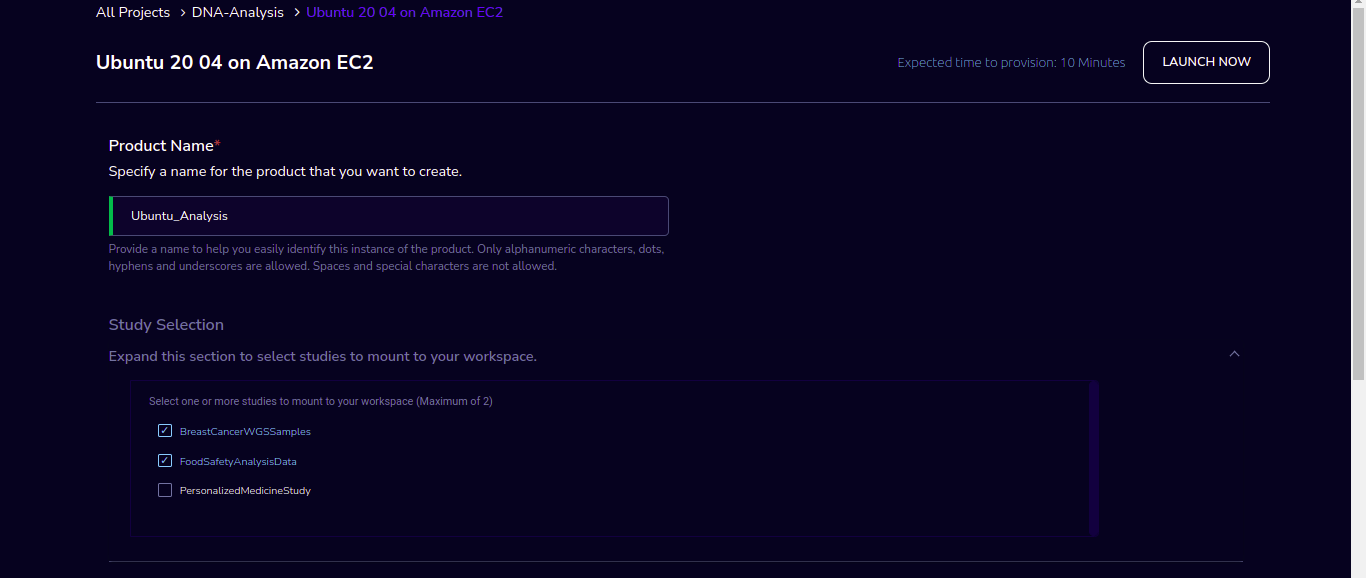 All Projects > DNA-Analysis > Ubuntu 20 04 on Amazon EC2
Ubuntu 20 04 on Amazon EC2
Expected time to provision: 10 Minutes
LAUNCH NOW
Product Name*
Specify a name for the product that you want to create.
Ubuntu_Analysis
Provide a name to help you easily identify this instance of the product. Only alphanumeric characters, dots,
hyphens and underscores are allowed. Spaces and special characters are not allowed.
Study Selection
Expand this section to select studies to mount to your workspace.
Select one or more studies to mount to your workspace (Maximum of 2)
BreastCancerWGSSamples
FoodSafetyAnalysisData
PersonalizedMedicineStudy